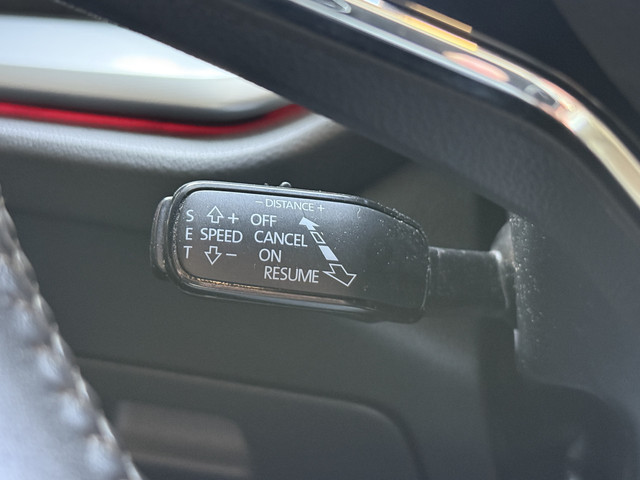 - DISTANCE +
S + OFF
E SPEED CANCEL
T - ON
RESUME